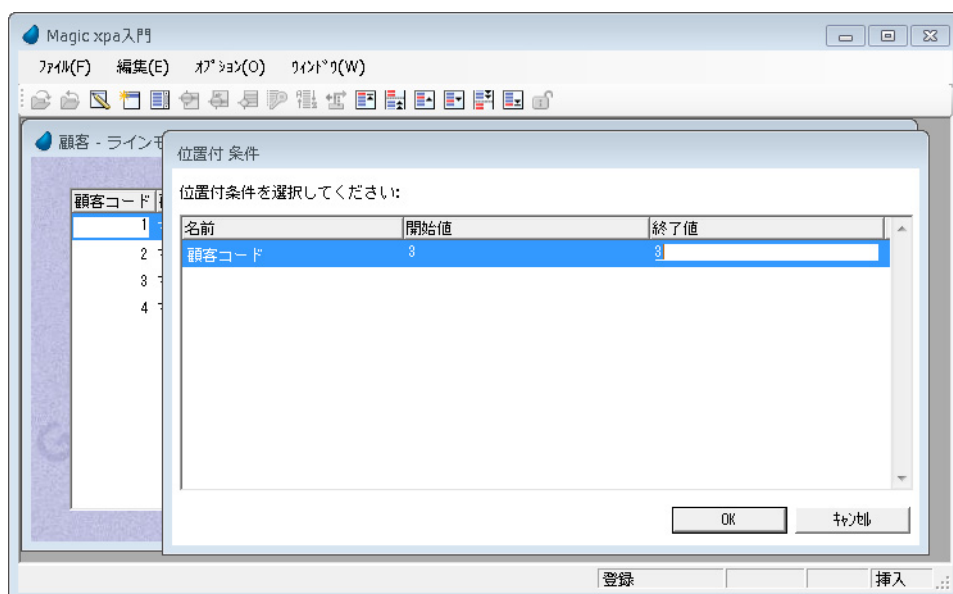 Magic xpa入門
ﾌｧｲﾙ(F) 編集(E) ｵﾌﾟｼｮﾝ(O) ｳｨﾝﾄﾞｳ(W)
顧客 - ラインモ
位置付 条件
位置付条件を選択してください:
顧客コード
名前 開始値 終了値
顧客コード 3 3
1
2
3
4
OK ｷｬﾝｾﾙ
登録 挿入